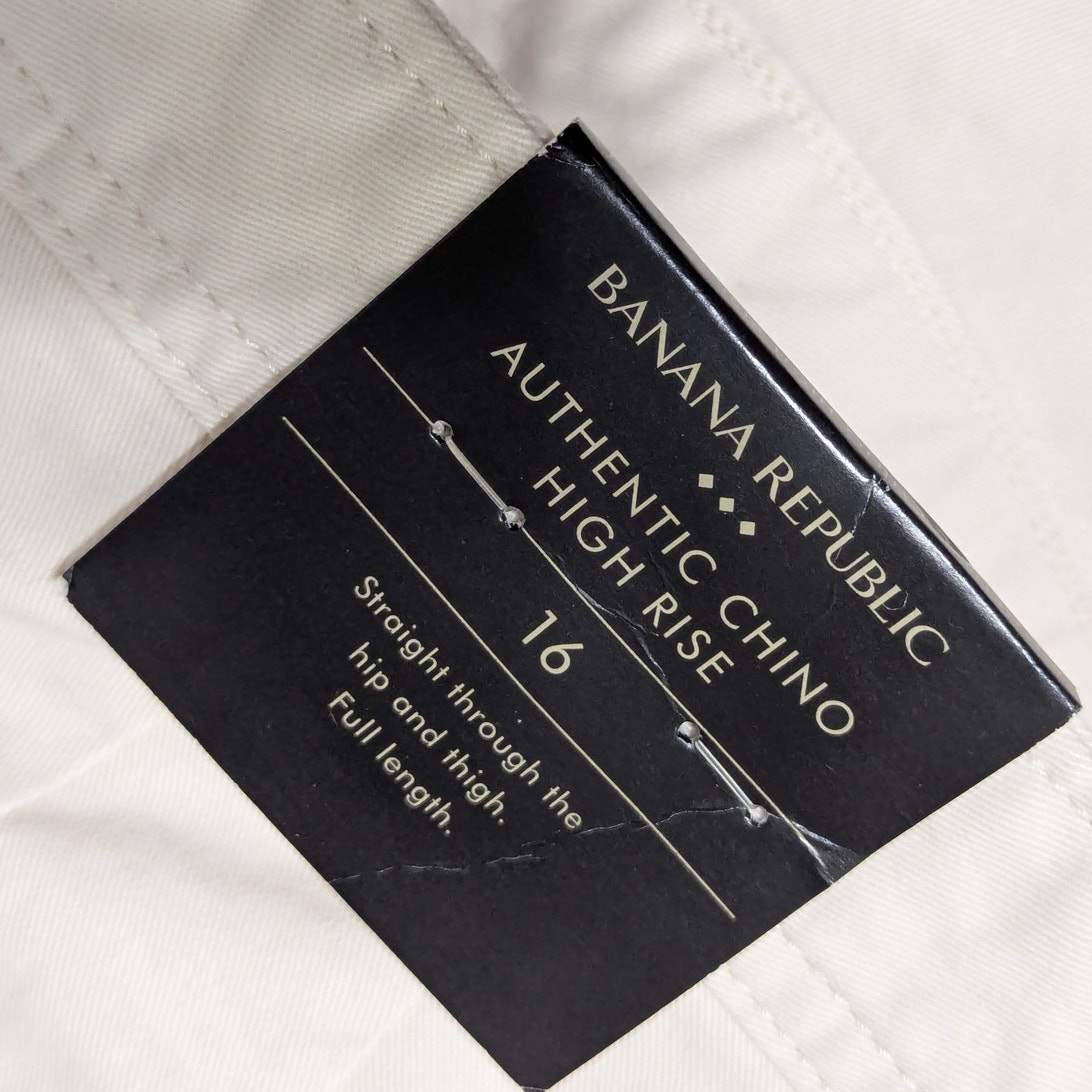 BANANA REPUBLIC
AUTHENTIC CHINO
HIGH RISE
16
Straight through the
hip and thigh.
Full length.